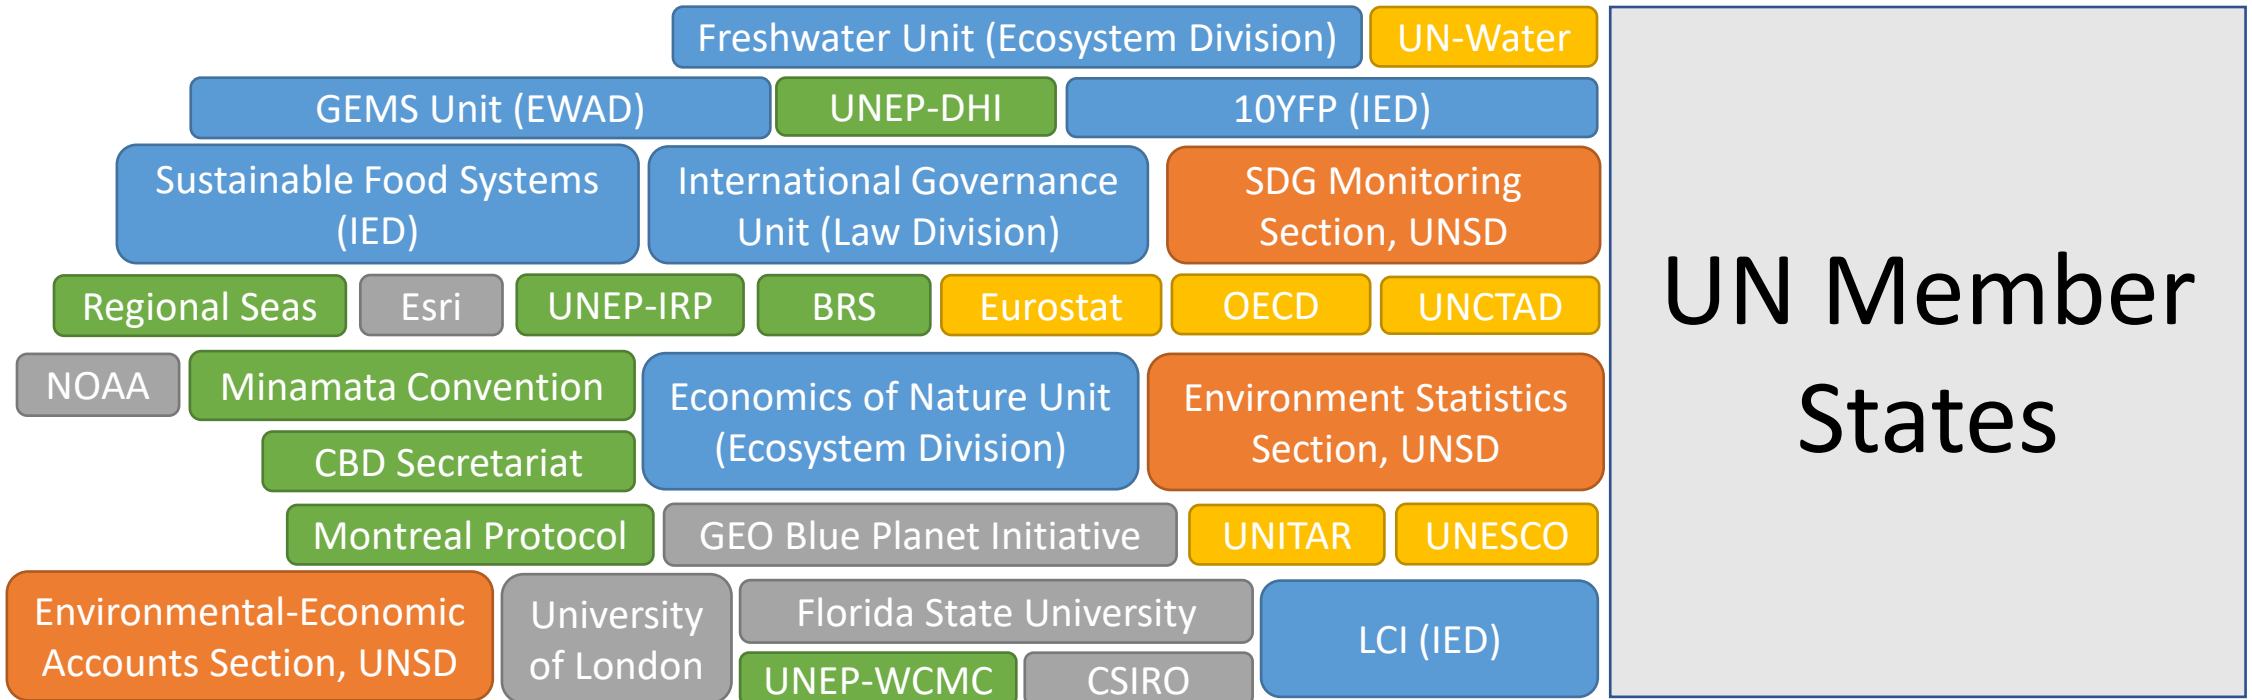 Freshwater Unit (Ecosystem Division)
UN-Water
GEMS Unit (EWAD)
UNEP-DHI
10YFP (IED)
Sustainable Food Systems
(IED)
International Governance
Unit (Law Division)
SDG Monitoring
Section, UNSD
Regional Seas
Esri
UNEP-IRP
BRS
Eurostat
OECD
UNCTAD
NOAA
Minamata Convention
CBD Secretariat
Economics of Nature Unit
(Ecosystem Division)
Environment Statistics
Section, UNSD
Montreal Protocol
GEO Blue Planet Initiative
UNITAR
UNESCO
Environmental-Economic
Accounts Section, UNSD
University
of London
Florida State University
UNEP-WCMC
CSIRO
LCI (IED)
UN Member
States